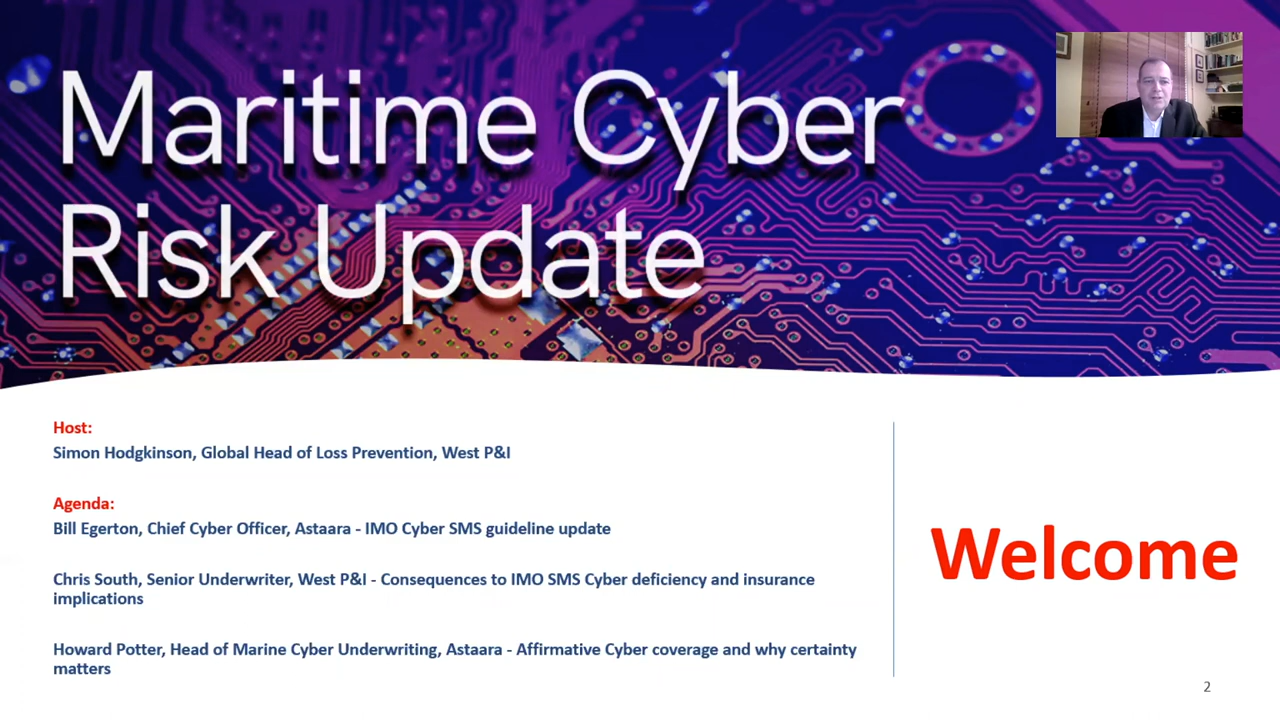 Maritime Cyber
Risk Update
Host:
Simon Hodgkinson, Global Head of Loss Prevention, West P&I
Agenda:
Bill Egerton, Chief Cyber Officer, Astaara - IMO Cyber SMS guideline update
Chris South, Senior Underwriter, West P&I - Consequences to IMO SMS Cyber deficiency and insurance
implications
Howard Potter, Head of Marine Cyber Underwriting, Astaara - Affirmative Cyber coverage and why certainty
matters
Welcome
2